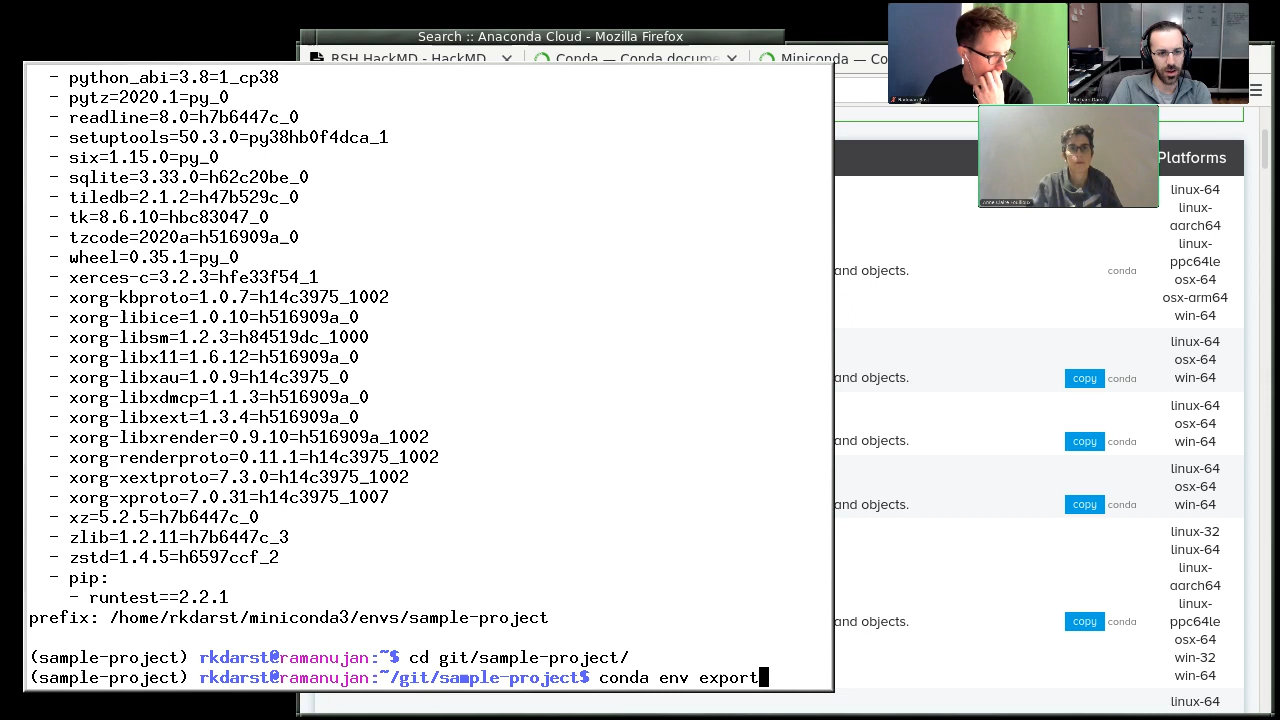 Search :: Anaconda Cloud - Mozilla Firefox
RSH HackMD - HackMD
Conda — Conda docume
Miniconda — Co
- python_abi=3.8=1_cp38
- pytz=2020.1=py_0
- readline=8.0=h7b6447c_0
- setuptools=50.3.0=py38hb0f4dca_1
- six=1.15.0=py_0
- sqlite=3.33.0=h62c20be_0
- tiledb=2.1.2=h47b529c_0
- tk=8.6.10=hbc83047_0
- tzcode=2020a=h516909a_0
- wheel=0.35.1=py_0
- xerces-c=3.2.3=hfe33f54_1
- xorg-kbproto=1.0.7=h14c3975_1002
- xorg-libice=1.0.10=h516909a_0
- xorg-libsm=1.2.3=h84519dc_1000
- xorg-libx11=1.6.12=h516909a_0
- xorg-libxau=1.0.9=h14c3975_0
- xorg-libxdmcp=1.1.3=h516909a_0
- xorg-libxext=1.3.4=h516909a_0
- xorg-libxrender=0.9.10=h516909a_1002
- xorg-renderproto=0.11.1=h14c3975_1002
- xorg-xextproto=7.3.0=h14c3975_1002
- xorg-xproto=7.0.31=h14c3975_1007
- xz=5.2.5=h7b6447c_0
- zlib=1.2.11=h7b6447c_3
- zstd=1.4.5=h6597ccf_2
- pip:
- runtest==2.2.1
prefix: /home/rkdarst/miniconda3/envs/sample-project
(sample-project) rkdarst@ramanujan:~$ cd git/sample-project/
(sample-project) rkdarst@ramanujan:~/git/sample-project$ conda env export
Platforms
linux-64
linux-
aarch64
linux-
ppc64le
and objects.
conda
osx-64
osx-arm64
win-64
linux-64
osx-64
and objects.
copy
conda
win-64
linux-64
osx-64
and objects.
copy
conda
win-64
linux-64
osx-64
and objects.
copy
conda
win-64
linux-32
linux-64
linux-
aarch64
linux-
and objects.
copy
conda
ppc64le
osx-64
win-32
win-64
linux-64